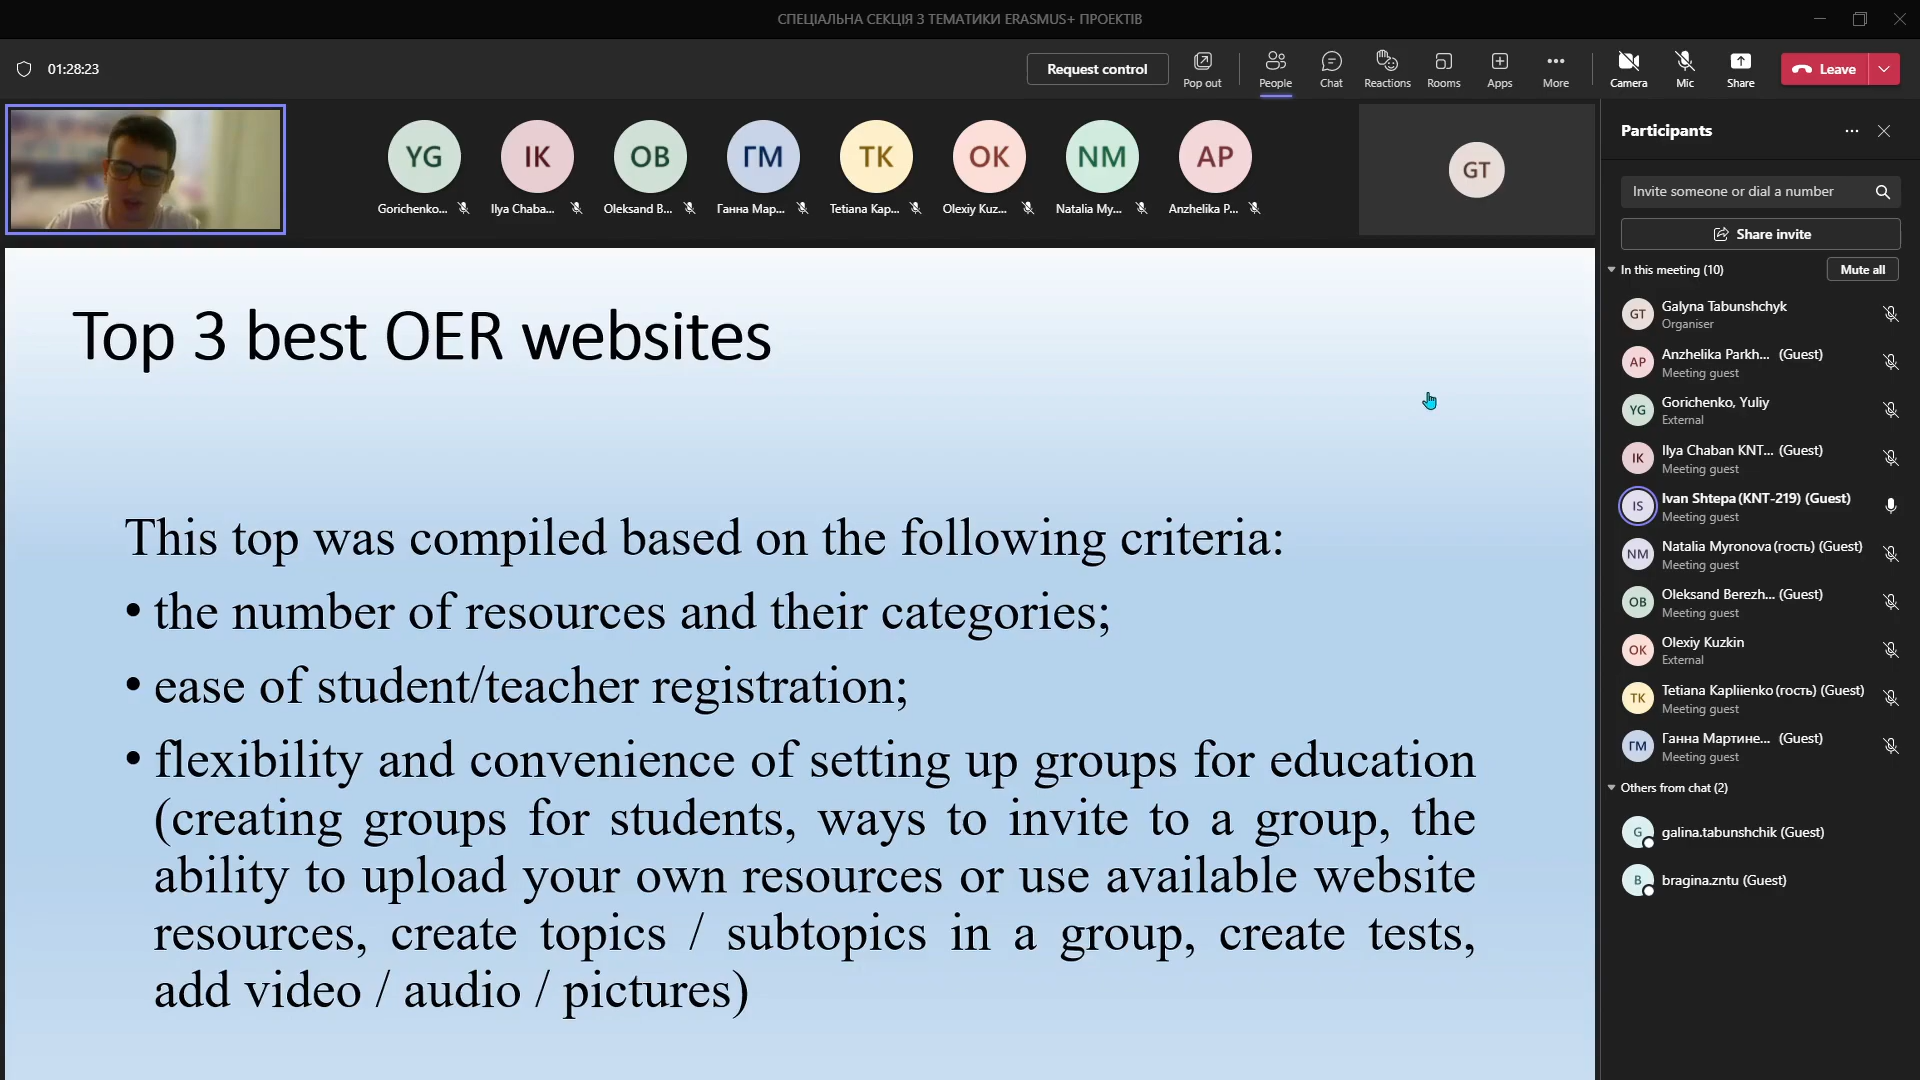 СПЕЦІАЛЬНА СЕКЦІЯ З ТЕМАТИКИ ERASMUS+ ПРОЕКТІВ
01:28:23
Request control
Pop out
People
Chat
Reactions
Rooms
Apps
More
Camera
Mic
Share
Leave
YG
IK
OB
ГМ
TK
OK
NM
AP
GT
Gorichenko...
Ilya Chaba...
Oleksand B...
Ганна Мар...
Tetiana Kap...
Olexiy Kuz...
Natalia My...
Anzhelika P...
Top 3 best OER websites
This top was compiled based on the following criteria:
• the number of resources and their categories;
• ease of student/teacher registration;
• flexibility and convenience of setting up groups for education
(creating groups for students, ways to invite to a group, the
ability to upload your own resources or use available website
resources, create topics / subtopics in a group, create tests,
add video / audio / pictures)
Participants
Invite someone or dial a number
Share invite
In this meeting (10)
Mute all
GT
Galyna Tabunshchyk
Organiser
AP
Anzhelika Parkh... (Guest)
Meeting guest
YG
Gorichenko, Yuliy
External
IK
Ilya Chaban KNT... (Guest)
Meeting guest
IS
Ivan Shtepa(KNT-219) (Guest)
Meeting guest
NM
Natalia Myronova(гость) (Guest)
Meeting guest
OB
Oleksand Berezh... (Guest)
Meeting guest
OK
Olexiy Kuzkin
External
TK
Tetiana Kapliienko(гость) (Guest)
Meeting guest
ГМ
Ганна Мартине... (Guest)
Meeting guest
Others from chat (2)
G
galina.tabunshchik (Guest)
B
bragina.zntu (Guest)